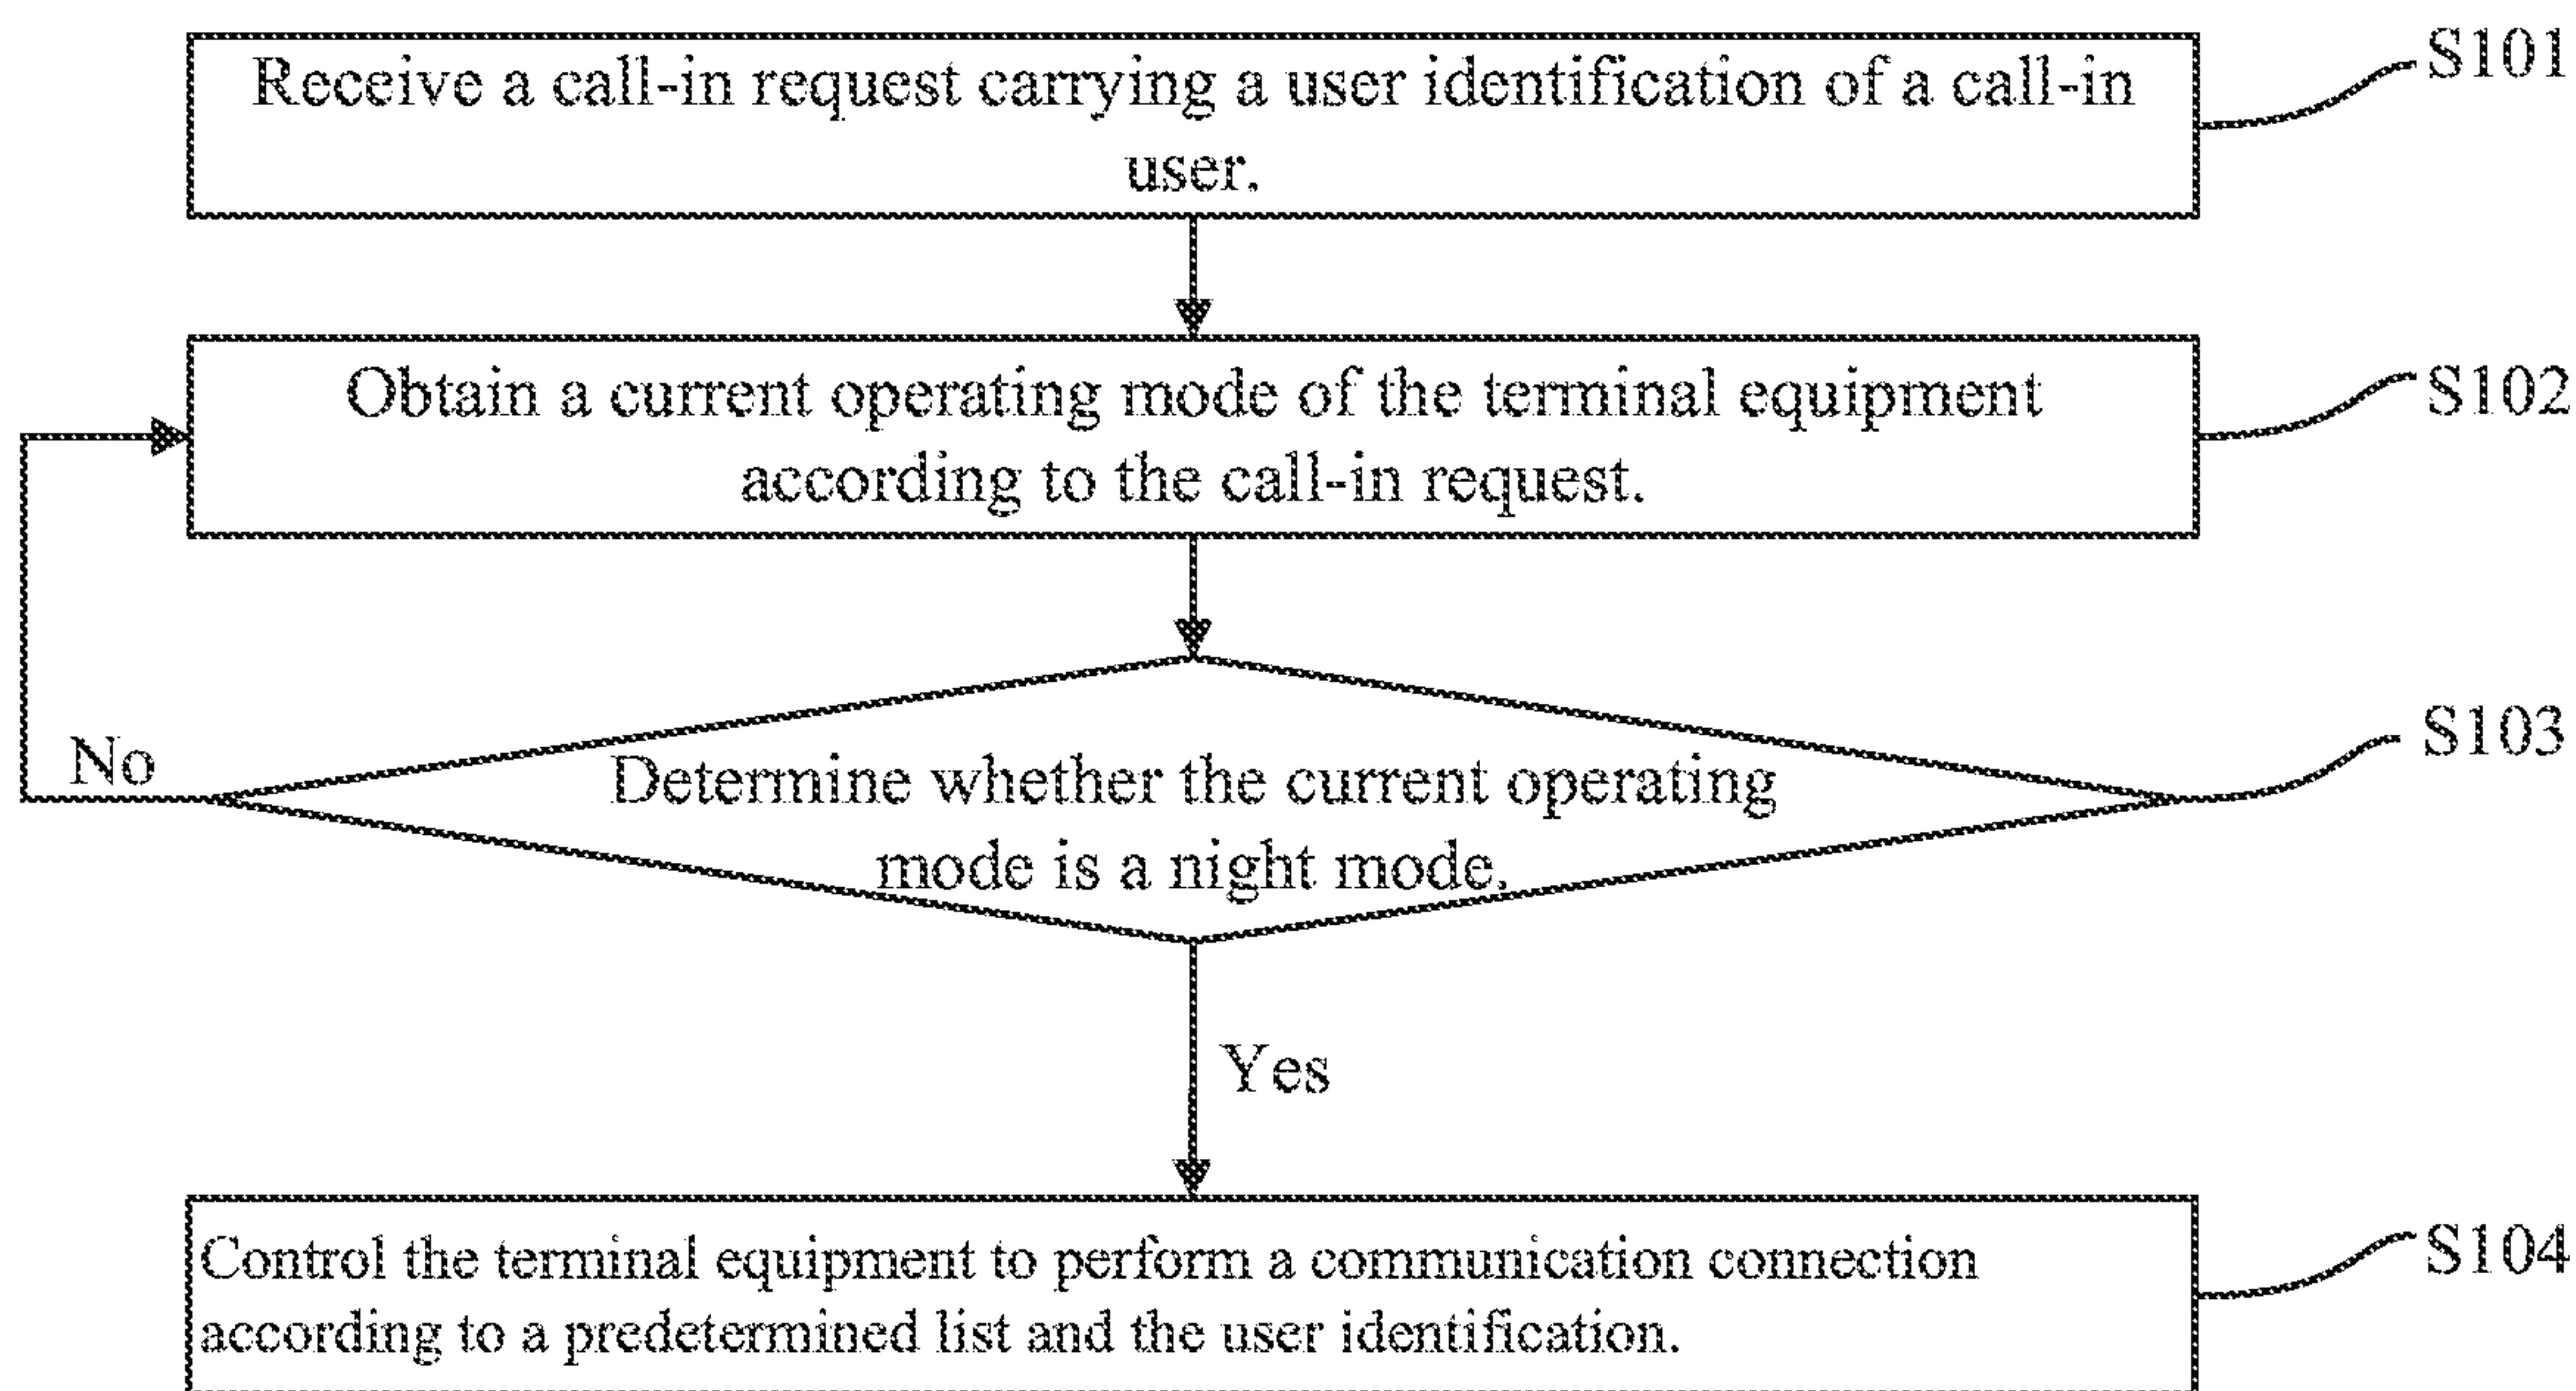 Receive a call-in request carrying a user identification of a call-in
user.
S101
Obtain a current operating mode of the terminal equipment
according to the call-in request.
S102
Determine whether the current operating
mode is a night mode.
S103
No
Yes
Control the terminal equipment to perform a communication connection
according to a predetermined list and the user identification.
S104